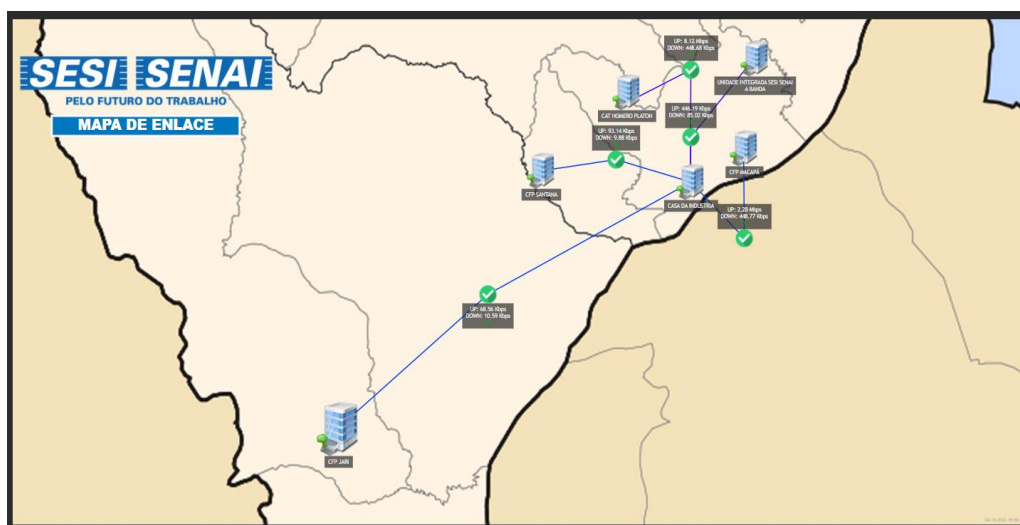 SESI SENAI
PELO FUTURO DO TRABALHO
MAPA DE ENLACE
UP: 8.12 Mbps
DOWN: 448.68 Kbps
UNIDADE INTEGRADA SESI SENAI
A BANDA
CAT HOMERO PLATON
UP: 446.19 Kbps
DOWN: 85.02 Kbps
UP: 93.14 Kbps
DOWN: 9.88 Kbps
CFP SANTANA
CFP MACAPÁ
CASA DA INDUSTRIA
UP: 2.28 Mbps
DOWN: 448.77 Kbps
UP: 68.56 Kbps
DOWN: 10.59 Kbps
CFP JARI